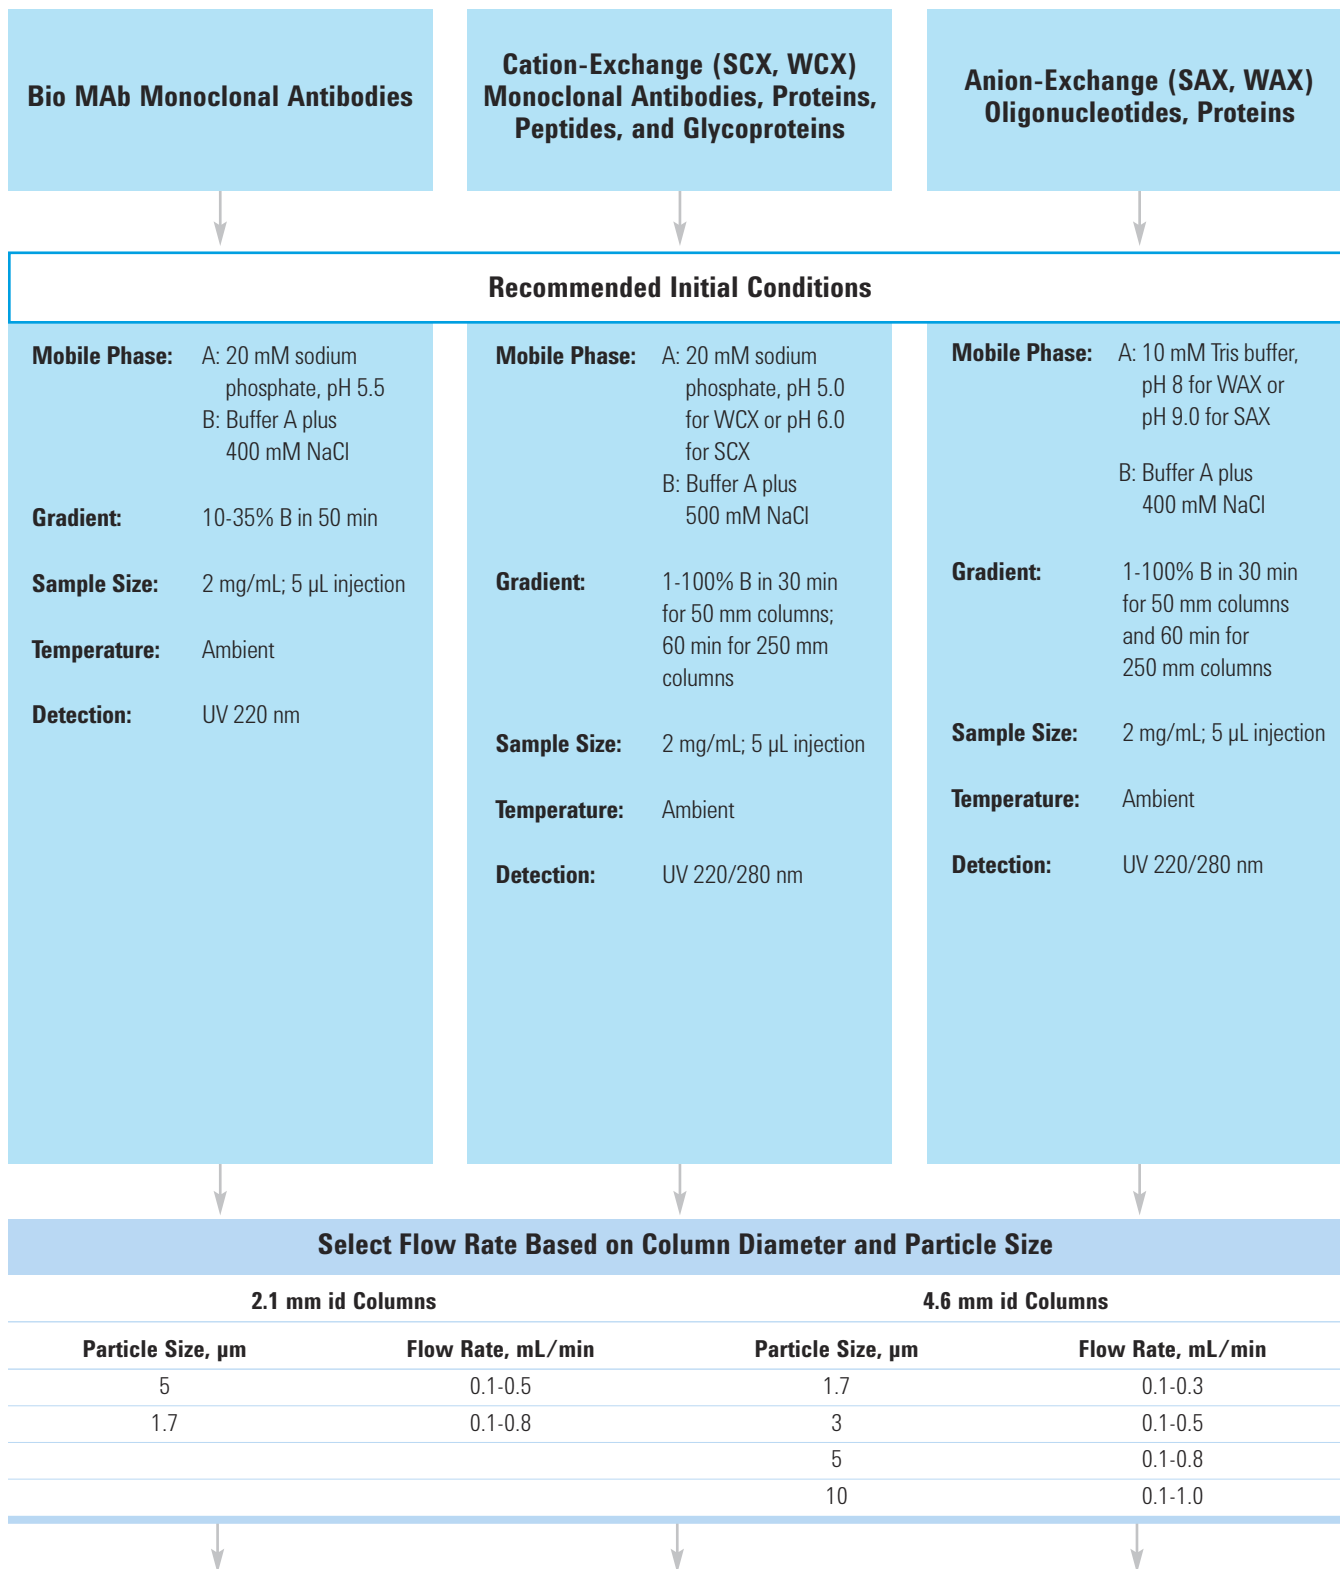 Bio MAb Monoclonal Antibodies
Cation-Exchange (SCX, WCX)
Monoclonal Antibodies, Proteins,
Peptides, and Glycoproteins
Anion-Exchange (SAX, WAX)
Oligonucleotides, Proteins
Recommended Initial Conditions
Mobile Phase: A: 20 mM sodium
phosphate, pH 5.5
B: Buffer A plus
400 mM NaCl
Gradient: 10-35% B in 50 min
Sample Size: 2 mg/mL; 5 µL injection
Temperature: Ambient
Detection: UV 220 nm
Mobile Phase: A: 20 mM sodium
phosphate, pH 5.0
for WCX or pH 6.0
for SCX
B: Buffer A plus
500 mM NaCl
Gradient: 1-100% B in 30 min
for 50 mm columns;
60 min for 250 mm
columns
Sample Size: 2 mg/mL; 5 µL injection
Temperature: Ambient
Detection: UV 220/280 nm
Mobile Phase: A: 10 mM Tris buffer,
pH 8 for WAX or
pH 9.0 for SAX
B: Buffer A plus
400 mM NaCl
Gradient: 1-100% B in 30 min
for 50 mm columns
and 60 min for
250 mm columns
Sample Size: 2 mg/mL; 5 µL injection
Temperature: Ambient
Detection: UV 220/280 nm
Select Flow Rate Based on Column Diameter and Particle Size
2.1 mm id Columns 4.6 mm id Columns
Particle Size, µm Flow Rate, mL/min Particle Size, µm Flow Rate, mL/min
5 0.1-0.5 1.7 0.1-0.3
1.7 0.1-0.8 3 0.1-0.5
5 0.1-0.8
10 0.1-1.0